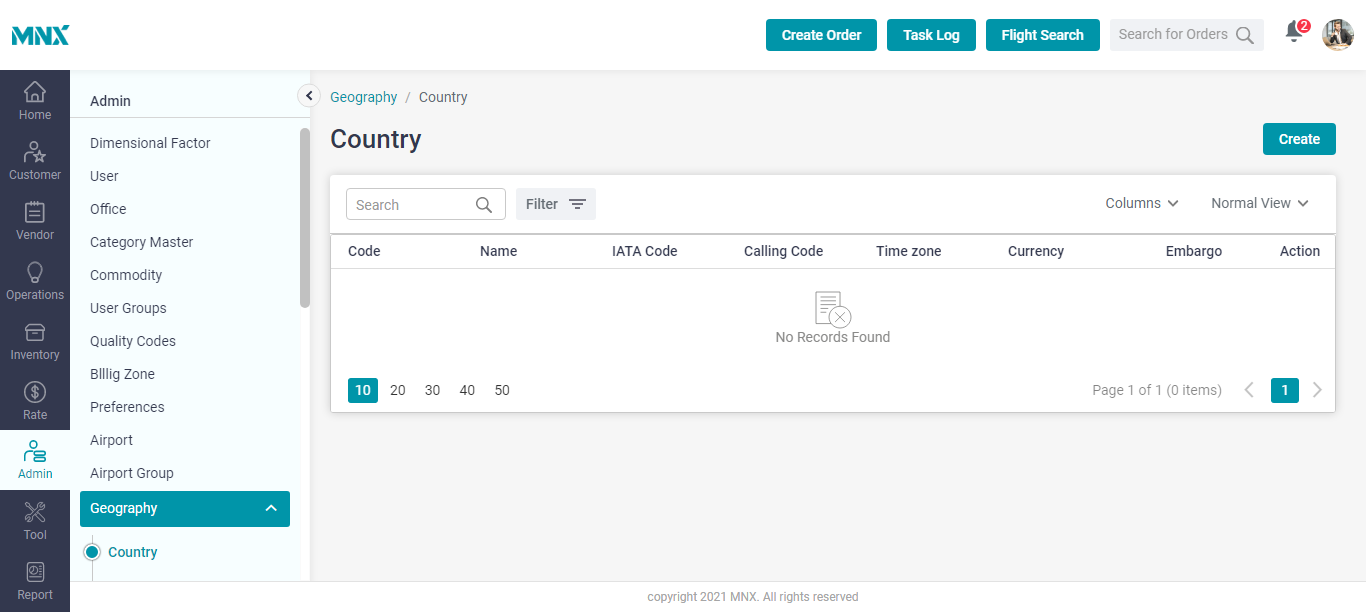 MNX
Create Order
Task Log
Flight Search
Search for Orders
2
Home
Customer
Vendor
Operations
Inventory
Rate
Admin
Tool
Report
Admin
Dimensional Factor
User
Office
Category Master
Commodity
User Groups
Quality Codes
Blllig Zone
Preferences
Airport
Airport Group
Geography
Country
Geography / Country
Country
Create
Search
Filter
Columns
Normal View
Code Name IATA Code Calling Code Time zone Currency Embargo Action
No Records Found
10 20 30 40 50
Page 1 of 1 (0 items)
1
copyright 2021 MNX. All rights reserved